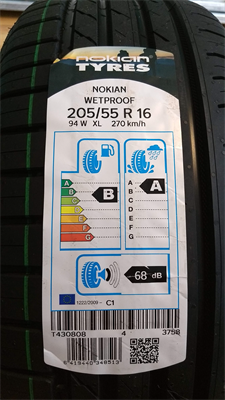 nokian
TYRES
NOKIAN
WETPROOF
205/55 R 16
94 W XL 270 km/h
A
B
C
D
E
F
G
B
A
B
C
D
E
F
G
A
68 dB
1222/2009 - C1
T430808 4 3758
6419440348513